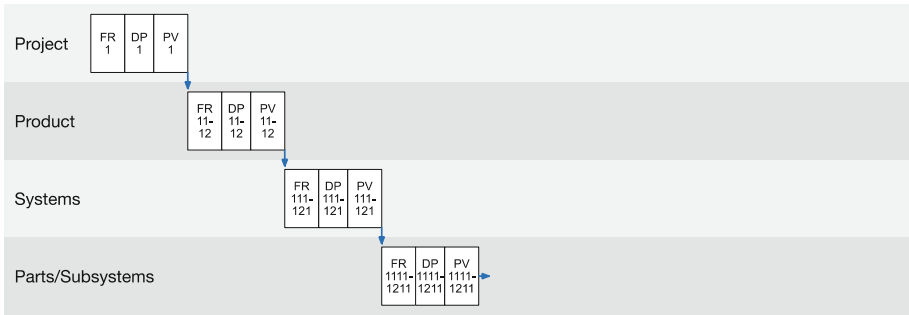 Project
FR DP PV
1 1 1
Product
FR DP PV
11- 11- 11-
12 12 12
Systems
FR DP PV
111- 111- 111-
121 121 121
Parts/Subsystems
FR DP PV
1111- 1111- 1111-
1211 1211 1211